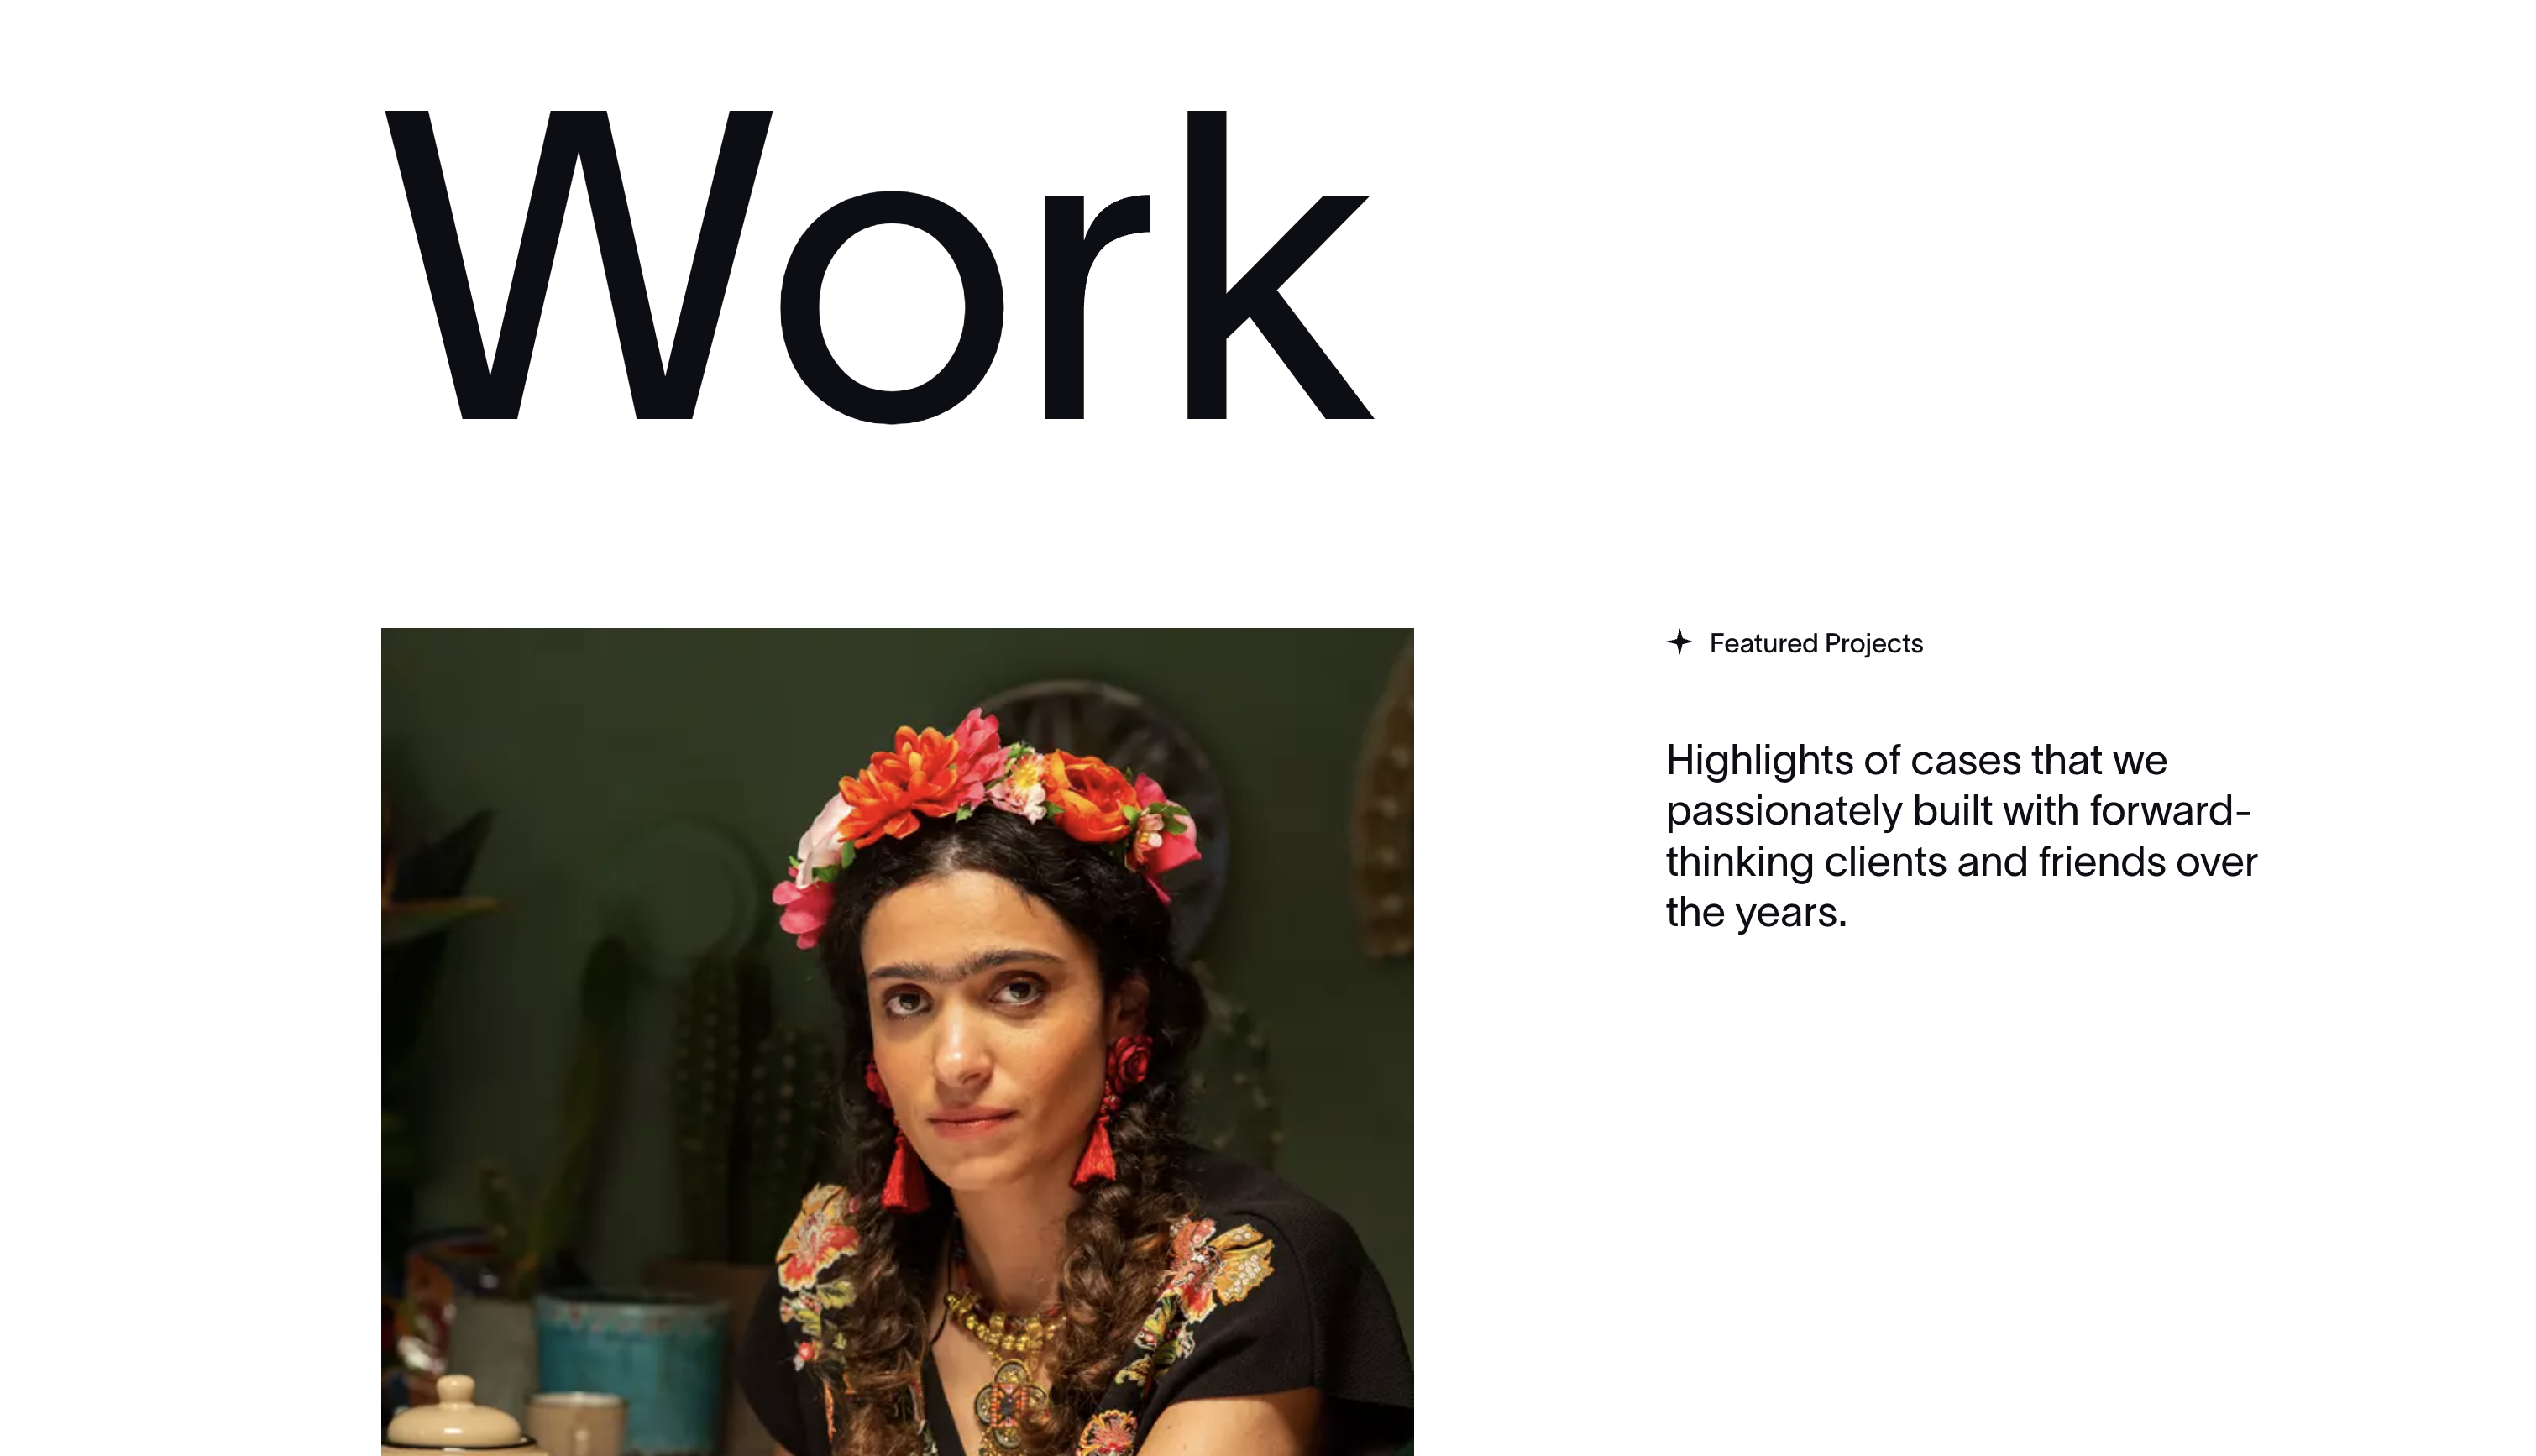 Work
Featured Projects
Highlights of cases that we
passionately built with forward-
thinking clients and friends over
the years.